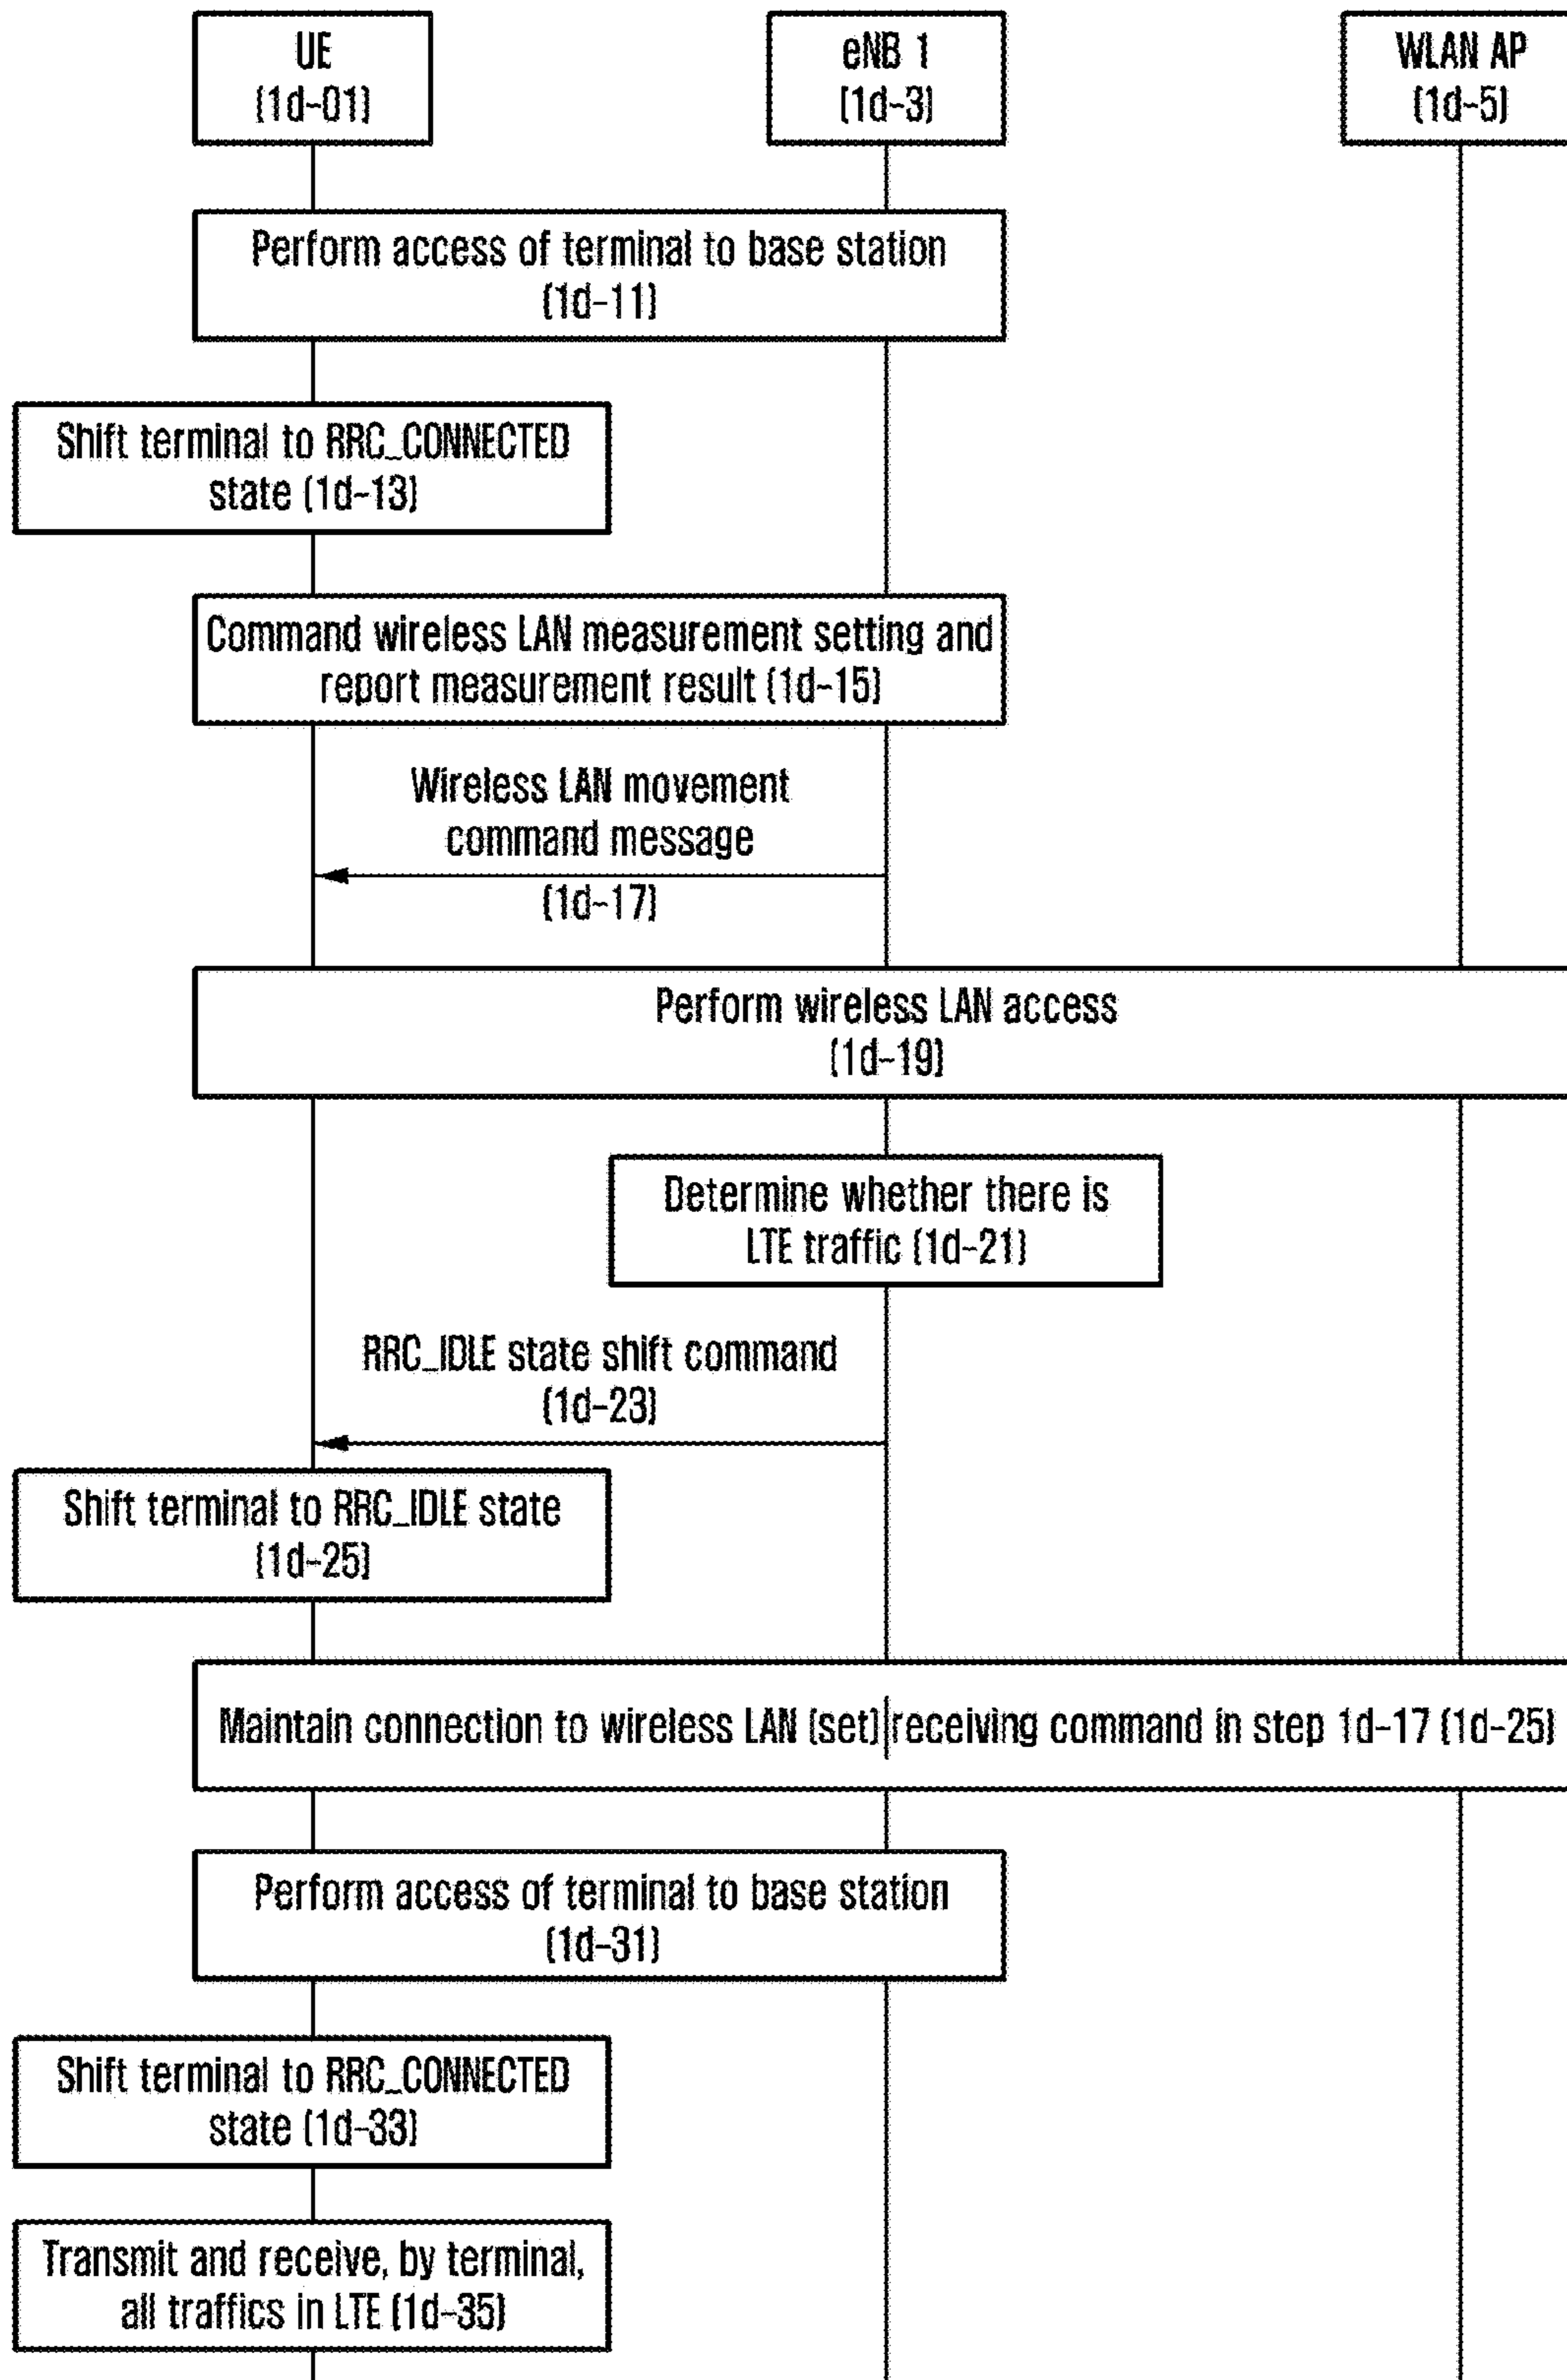 UE
(1d-01)
eNB 1
(1d-3)
WLAN AP
(1d-5)
Perform access of terminal to base station
(1d-11)
Shift terminal to RRC_CONNECTED
state (1d-13)
Command wireless LAN measurement setting and
report measurement result (1d-15)
Wireless LAN movement
command message
(1d-17)
Perform wireless LAN access
(1d-19)
Determine whether there is
LTE traffic (1d-21)
RRC_IDLE state shift command
(1d-23)
Shift terminal to RRC_IDLE state
(1d-25)
Maintain connection to wireless LAN (set) receiving command in step 1d-17 (1d-25)
Perform access of terminal to base station
(1d-31)
Shift terminal to RRC_CONNECTED
state (1d-33)
Transmit and receive, by terminal,
all traffics in LTE (1d-35)